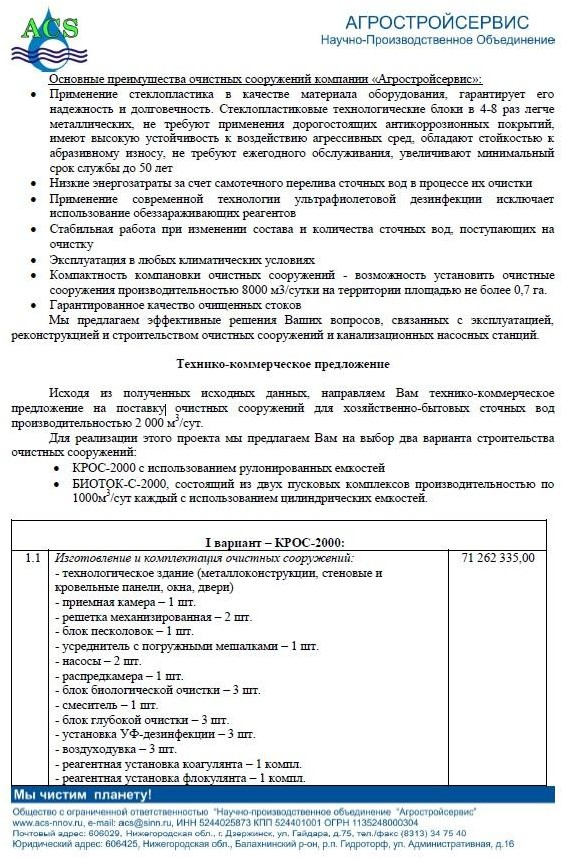 ACS
АГРОСТРОЙСЕРВИС
Научно-Производственное Объединение
Основные преимущества очистных сооружений компании «Агростройсервис»:
• Применение стеклопластика в качестве материала оборудования, гарантирует его
надежность и долговечность. Стеклопластиковые технологические блоки в 4-8 раз легче
металлических, не требуют применения дорогостоящих антикоррозионных покрытий,
имеют высокую устойчивость к воздействию агрессивных сред, обладают стойкостью к
абразивному износу, не требуют ежегодного обслуживания, увеличивают минимальный
срок службы до 50 лет
• Низкие энергозатраты за счет самотечного перелива сточных вод в процессе их очистки
• Применение современной технологии ультрафиолетовой дезинфекции исключает
использование обеззараживающих реагентов
• Стабильная работа при изменении состава и количества сточных вод, поступающих на
очистку
• Эксплуатация в любых климатических условиях
• Компактность компановки очистных сооружений - возможность установить очистные
сооружения производительностью 8000 м3/сутки на территории площадью не более 0,7 га.
• Гарантированное качество очищенных стоков
Мы предлагаем эффективные решения Ваших вопросов, связанных с эксплуатацией,
реконструкцией и строительством очистных сооружений и канализационных насосных станций.
Технико-коммерческое предложение
Исходя из полученных исходных данных, направляем Вам технико-коммерческое
предложение на поставку очистных сооружений для хозяйственно-бытовых сточных вод
производительностью 2 000 м³/сут.
Для реализации этого проекта мы предлагаем Вам на выбор два варианта строительства
очистных сооружений:
• КРОС-2000 с использованием рулонированных емкостей
• БИОТОК-С-2000, состоящий из двух пусковых комплексов производительностью по
1000м³/сут каждый с использованием цилиндрических емкостей.
I вариант – КРОС-2000:
1.1 Изготовление и комплектация очистных сооружений: 71 262 335,00
- технологическое здание (металлоконструкции, стеновые и
кровельные панели, окна, двери)
- приемная камера – 1 шт.
- решетка механизированная – 2 шт.
- блок песколовок – 1 шт.
- усреднитель с погружными мешалками – 1 шт.
- насосы – 2 шт.
- распредкамера – 1 шт.
- блок биологической очистки – 3 шт.
- смеситель – 1 шт.
- блок глубокой очистки – 3 шт.
- установка УФ-дезинфекции – 3 шт.
- воздуходувка – 3 шт.
- реагентная установка коагулянта – 1 компл.
- реагентная установка флокулянта – 1 компл.
Мы чистим планету!
Общество с ограниченной ответственностью "Научно-производственное объединение "Агростройсервис"
www.acs-nnov.ru, e-mail: acs@sinn.ru, ИНН 5244025873 КПП 524401001 ОГРН 1135248000304
Почтовый адрес: 606029, Нижегородская обл., г. Дзержинск, ул. Гайдара, д.75, тел./факс (8313) 34 75 40
Юридический адрес: 606425, Нижегородская обл., Балахнинский р-он, р.п. Гидроторф, ул. Административная, д.16